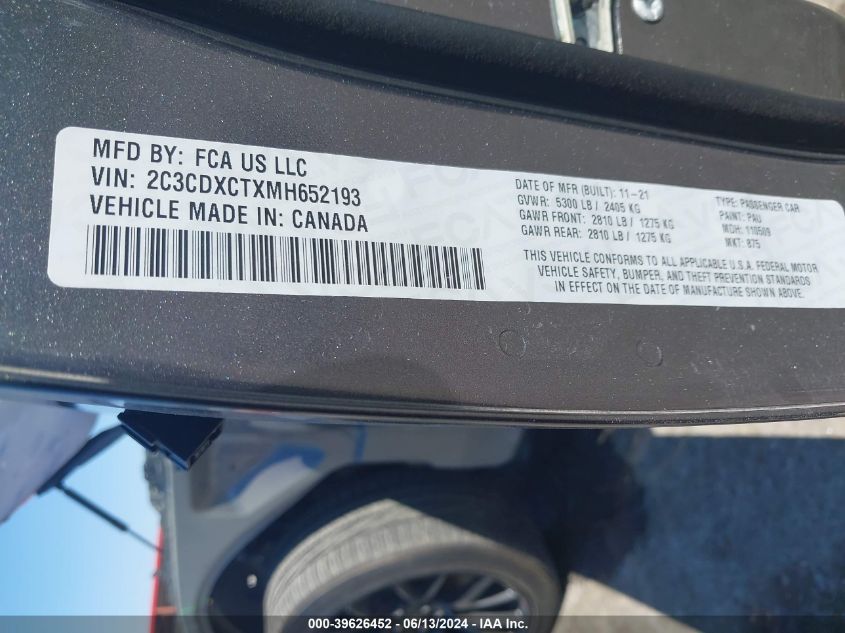 MFD BY: FCA US LLC
VIN: 2C3CDXCTXMH652193
VEHICLE MADE IN: CANADA
DATE OF MFR (BUILT): 11-21
GVWR: 5300 LB / 2405 KG
GAWR FRONT: 2810 LB / 1275 KG
GAWR REAR: 2810 LB / 1275 KG
TYPE: PASSENGER CAR
PAINT: PAU
MDH: 110509
MKT: 875
THIS VEHICLE CONFORMS TO ALL APPLICABLE U.S.A. FEDERAL MOTOR
VEHICLE SAFETY, BUMPER, AND THEFT PREVENTION STANDARDS
IN EFFECT ON THE DATE OF MANUFACTURE SHOWN ABOVE.
000-39626452 - 06/13/2024 - IAA, Inc.